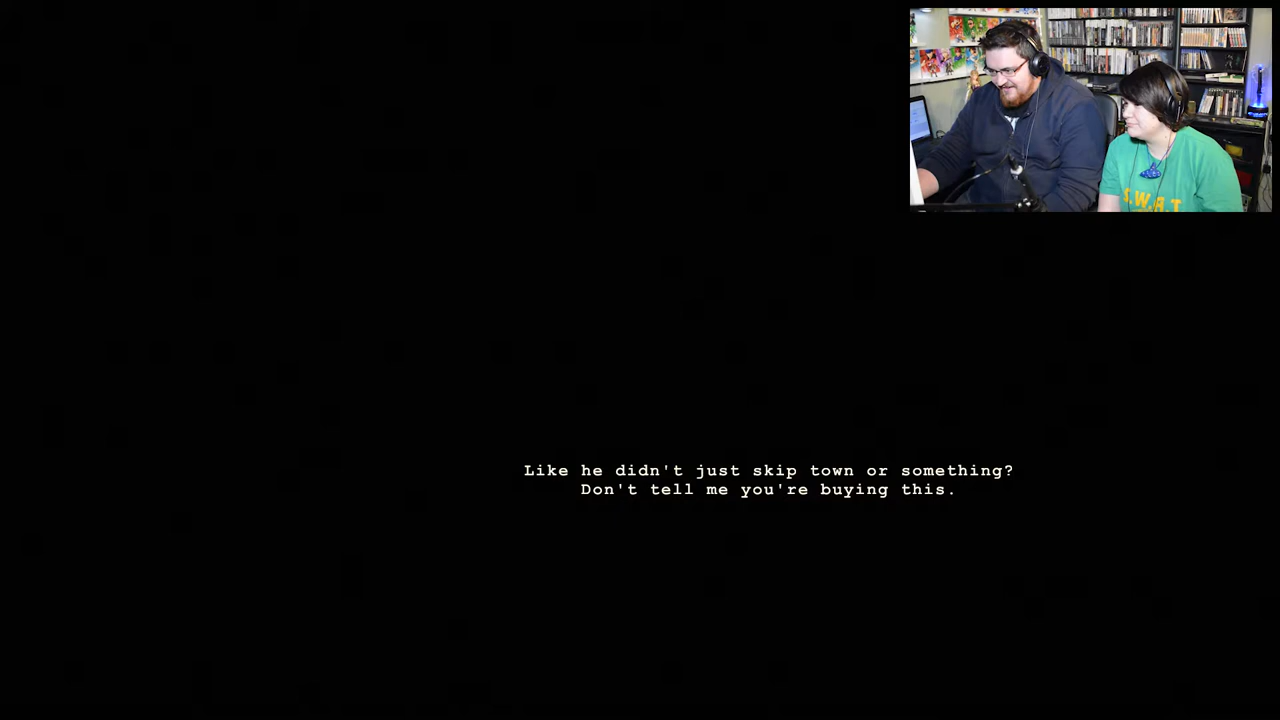 S.W.A.T
Like he didn't just skip town or something?
Don't tell me you're buying this.